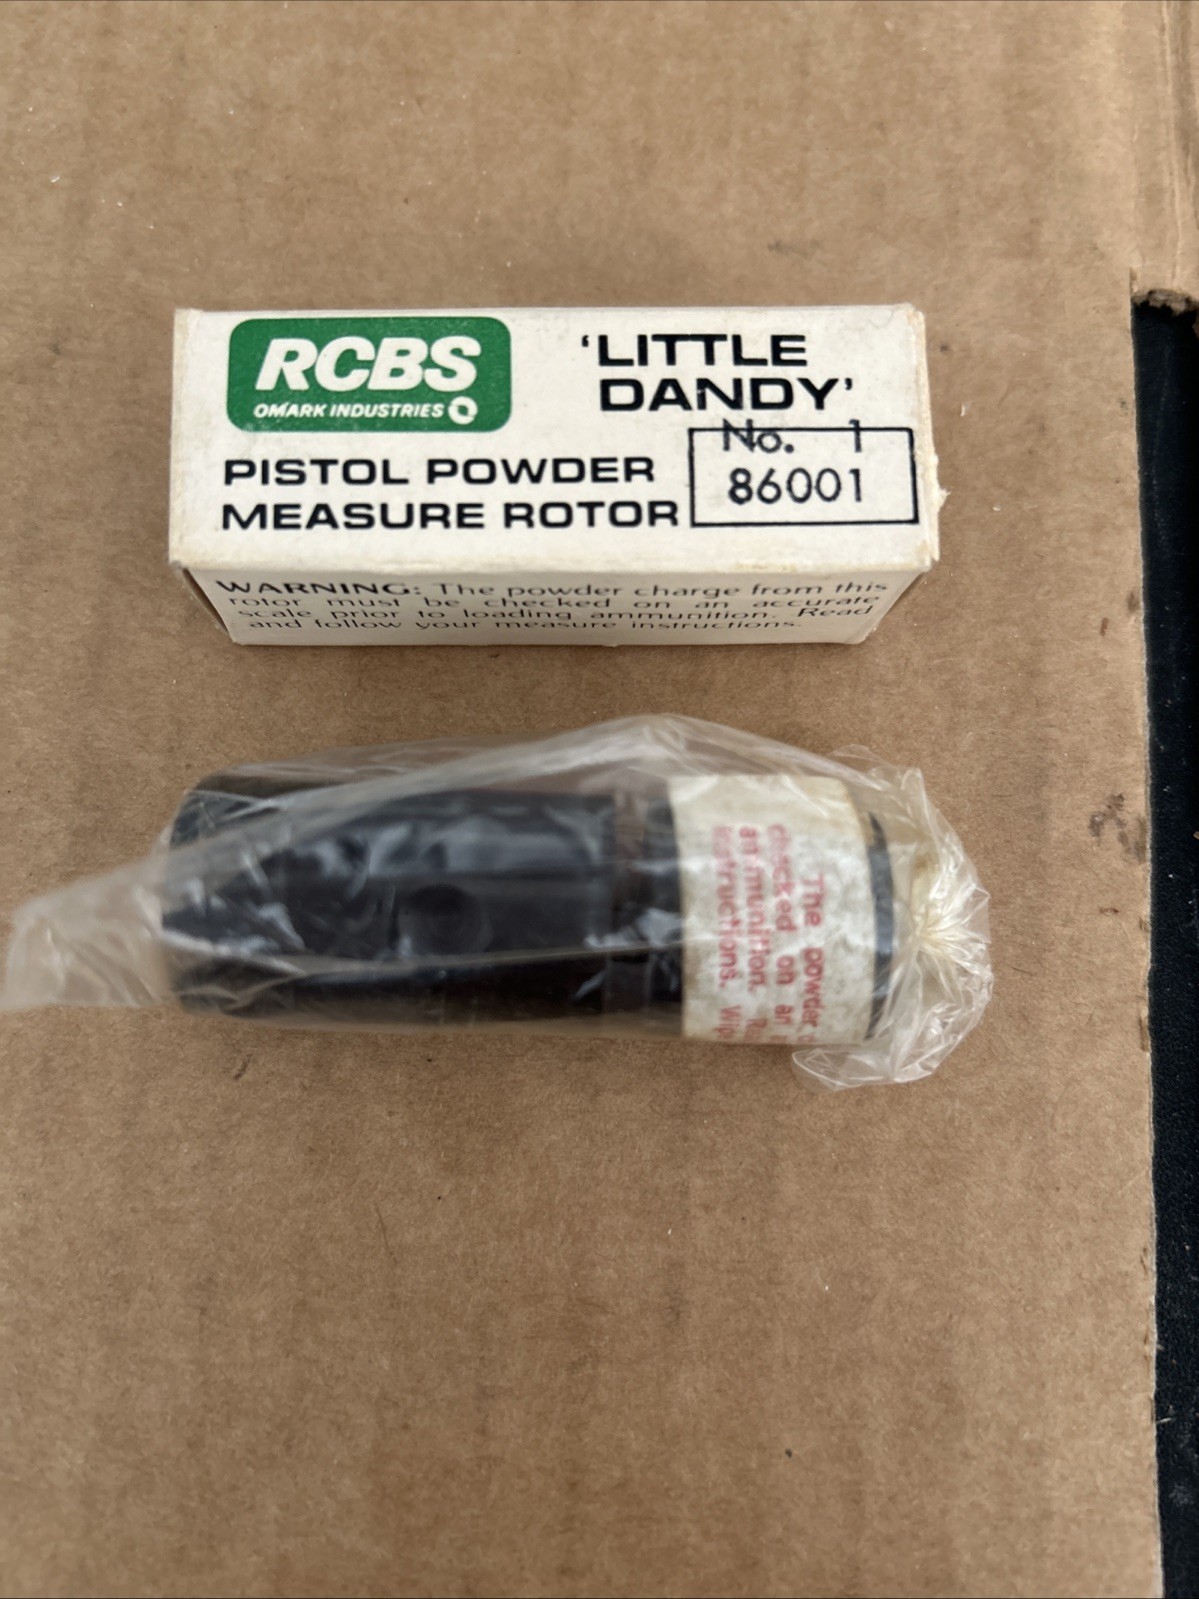 RCBS
OMARK INDUSTRIES
'LITTLE
DANDY'
No. 1
86001
PISTOL POWDER
MEASURE ROTOR
WARNING: The powder charge from this
rotor must be checked on an accurate
scale prior to loading ammunition. Read
and follow your measure instructions.
The powder
checked on an
ammunition.
instructions.